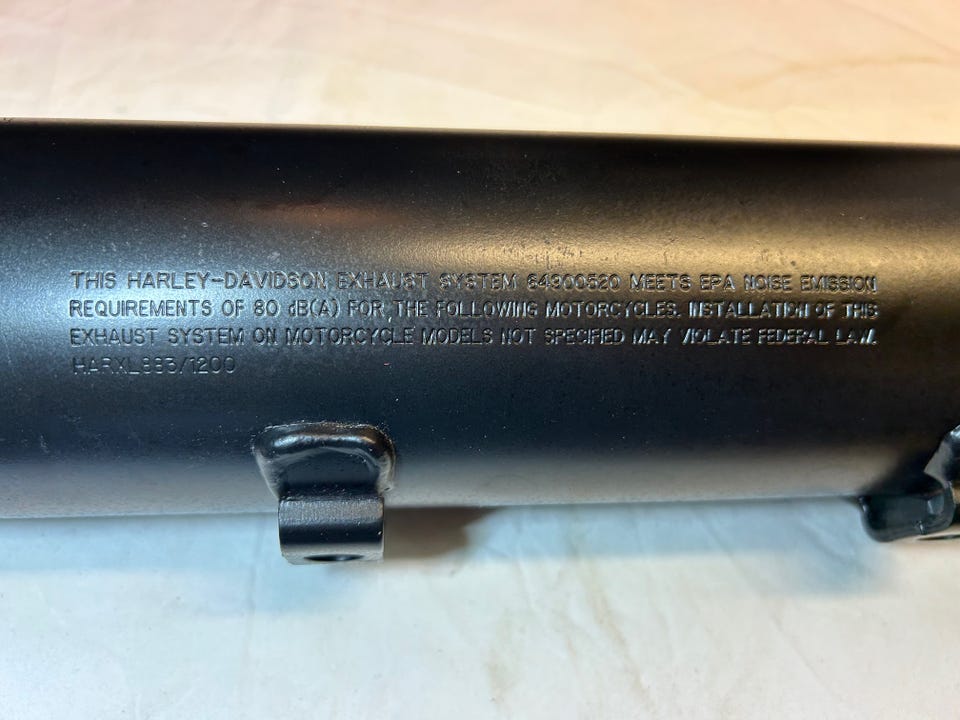 THIS HARLEY-DAVIDSON EXHAUST SYSTEM 64900520 MEETS EPA NOISE EMISSION
REQUIREMENTS OF 80 dB(A) FOR THE FOLLOWING MOTORCYCLES. INSTALLATION OF THIS
EXHAUST SYSTEM ON MOTORCYCLE MODELS NOT SPECIFIED MAY VIOLATE FEDERAL LAW.
HARXL883/1200